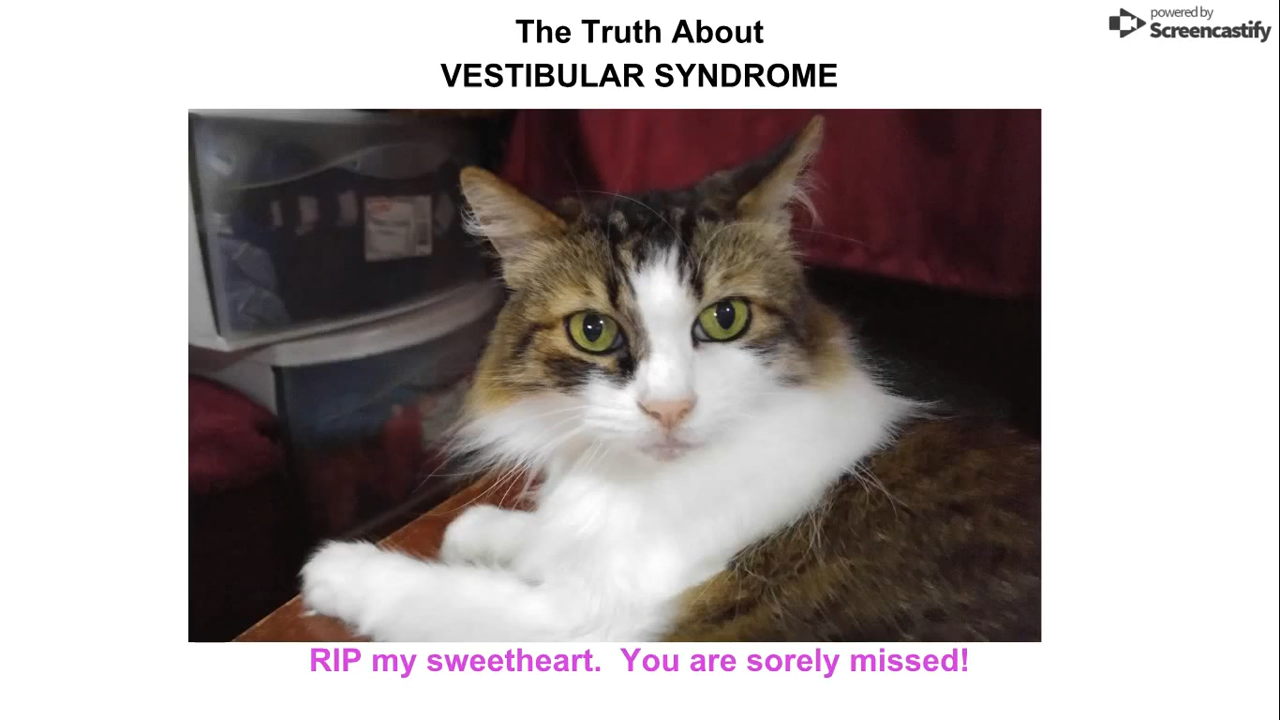 The Truth About
VESTIBULAR SYNDROME
powered by
Screencastify
RIP my sweetheart.  You are sorely missed!